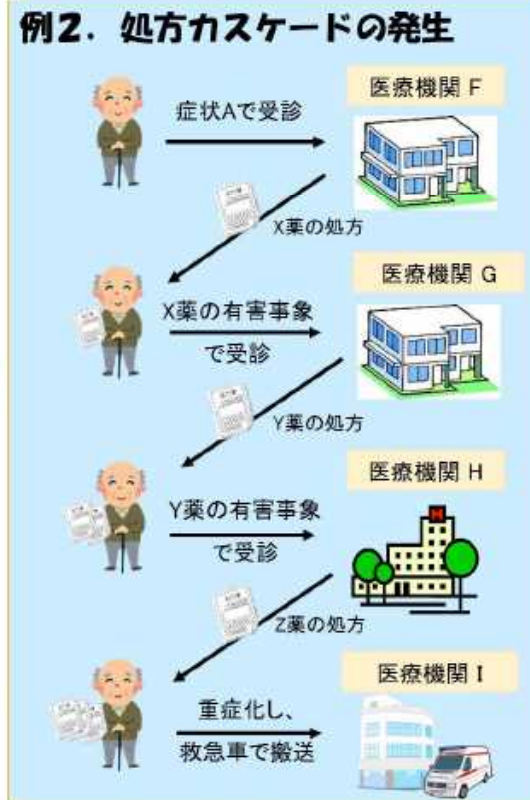 例2．処方カスケードの発生
医療機関 F
症状Aで受診
X薬の処方
医療機関 G
X薬の有害事象
で受診
Y薬の処方
医療機関 H
Y薬の有害事象
で受診
H
Z薬の処方
医療機関 I
重症化し、
救急車で搬送